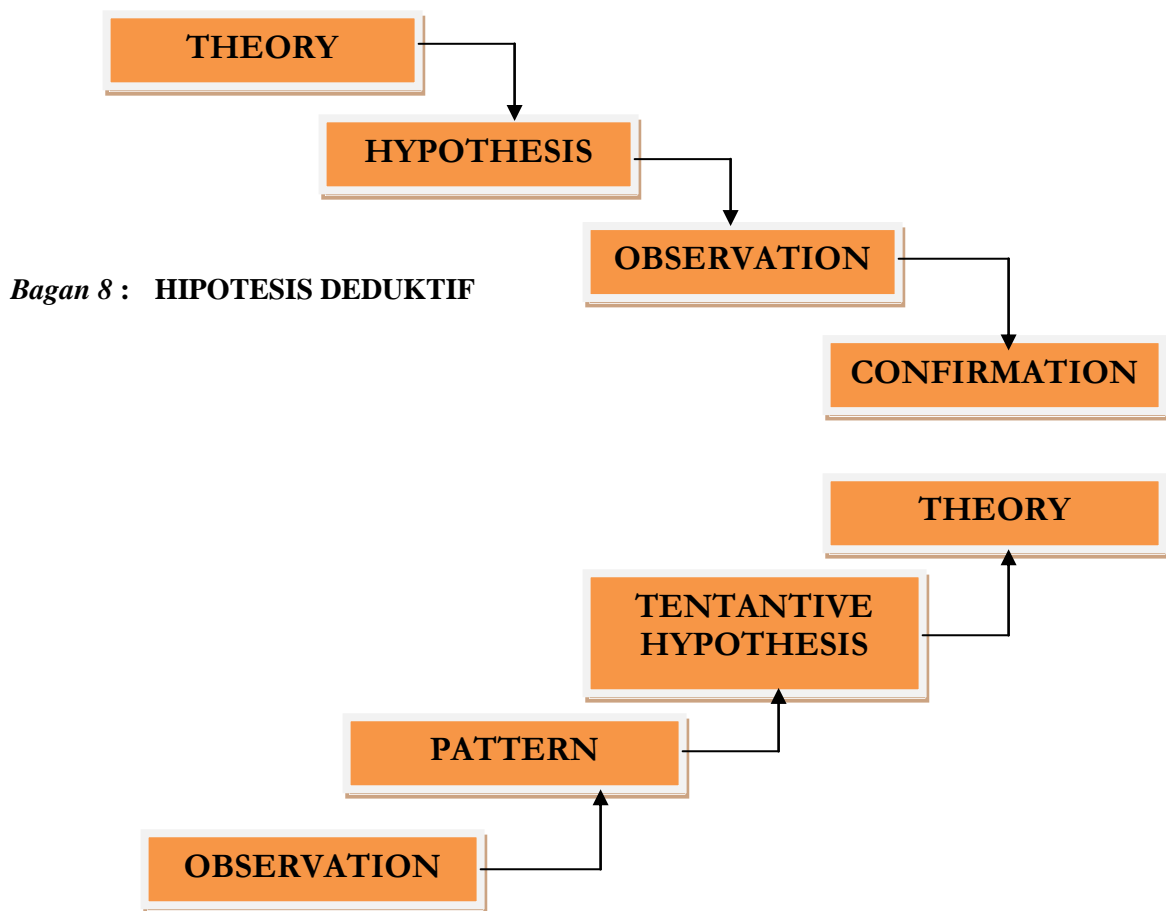 THEORY
HYPOTHESIS
OBSERVATION
Bagan 8 : HIPOTESIS DEDUKTIF
CONFIRMATION
THEORY
TENTANTIVE
HYPOTHESIS
PATTERN
OBSERVATION